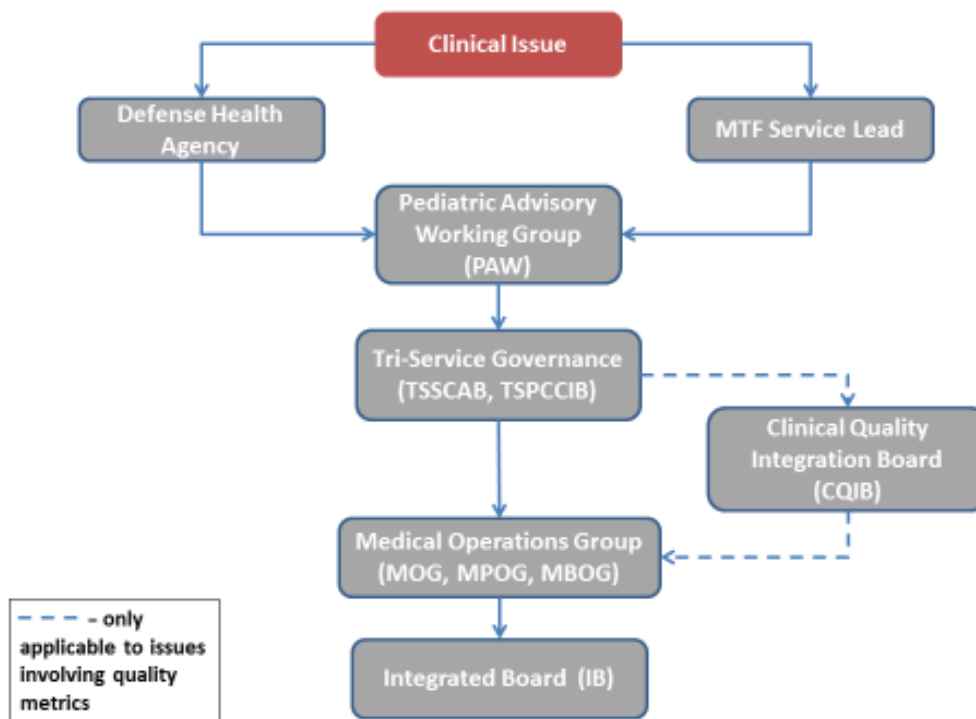 Clinical Issue
Defense Health
Agency
MTF Service Lead
Pediatric Advisory
Working Group
(PAW)
Tri-Service Governance
(TSSCAB, TSPCCIB)
Clinical Quality
Integration Board
(CQIB)
Medical Operations Group
(MOG, MPOG, MBOG)
– only
applicable to issues
involving quality
metrics
Integrated Board (IB)